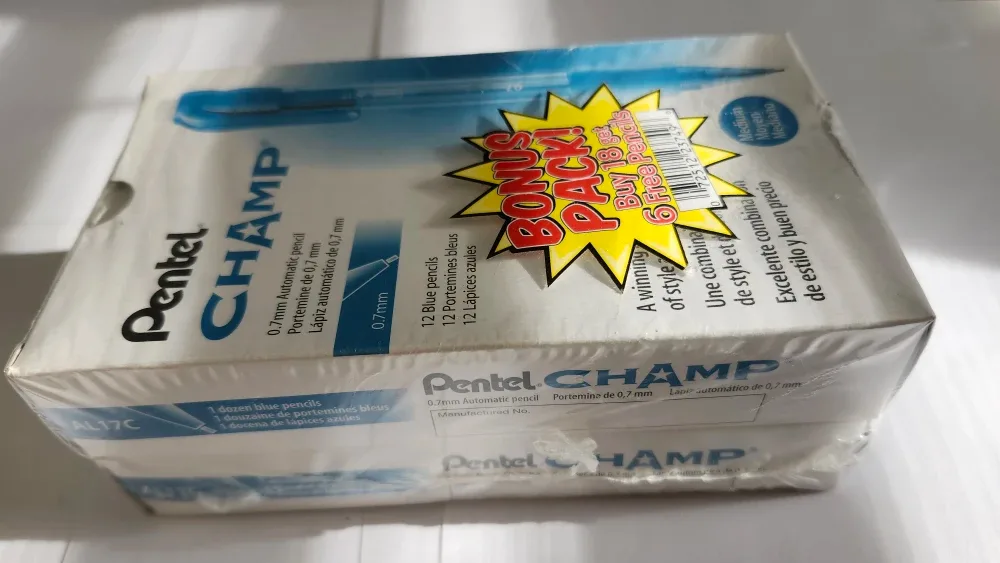 Pentel®
CHAMP®
0.7mm Automatic pencil
Portemine de 0,7 mm
Lápiz automático de 0,7 mm
0.7mm
12 Blue pencils
12 Portemines bleus
12 Lápices azules
BONUS
PACK!
Buy 18 get
6 Free Pencils
Medium
Moyen
Mediano
A winning
of style
Une combina
de style et
Excelente combinación
de estilo y buen precio
AL17C
1 dozen blue pencils
1 douzaine de portemines bleus
1 docena de lápices azules
Pentel® CHAMP®
0.7mm Automatic pencil Portemine de 0,7 mm Lápiz automático de 0,7 mm
Manufactured No.
Pentel® CHAMP